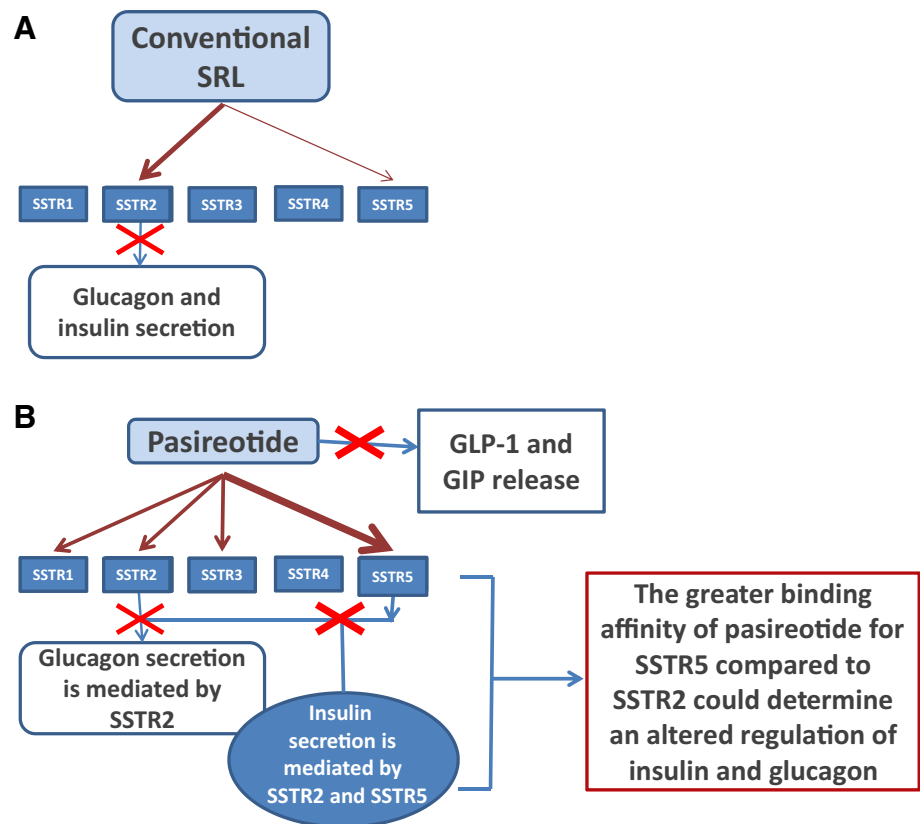 A
Conventional
SRL
SSTR1
SSTR2
SSTR3
SSTR4
SSTR5
Glucagon and
insulin secretion
B
Pasireotide
GLP-1 and
GIP release
SSTR1
SSTR2
SSTR3
SSTR4
SSTR5
Glucagon secretion
is mediated by
SSTR2
Insulin
secretion is
mediated by
SSTR2 and SSTR5
The greater binding
affinity of pasireotide for
SSTR5 compared to
SSTR2 could determine
an altered regulation of
insulin and glucagon